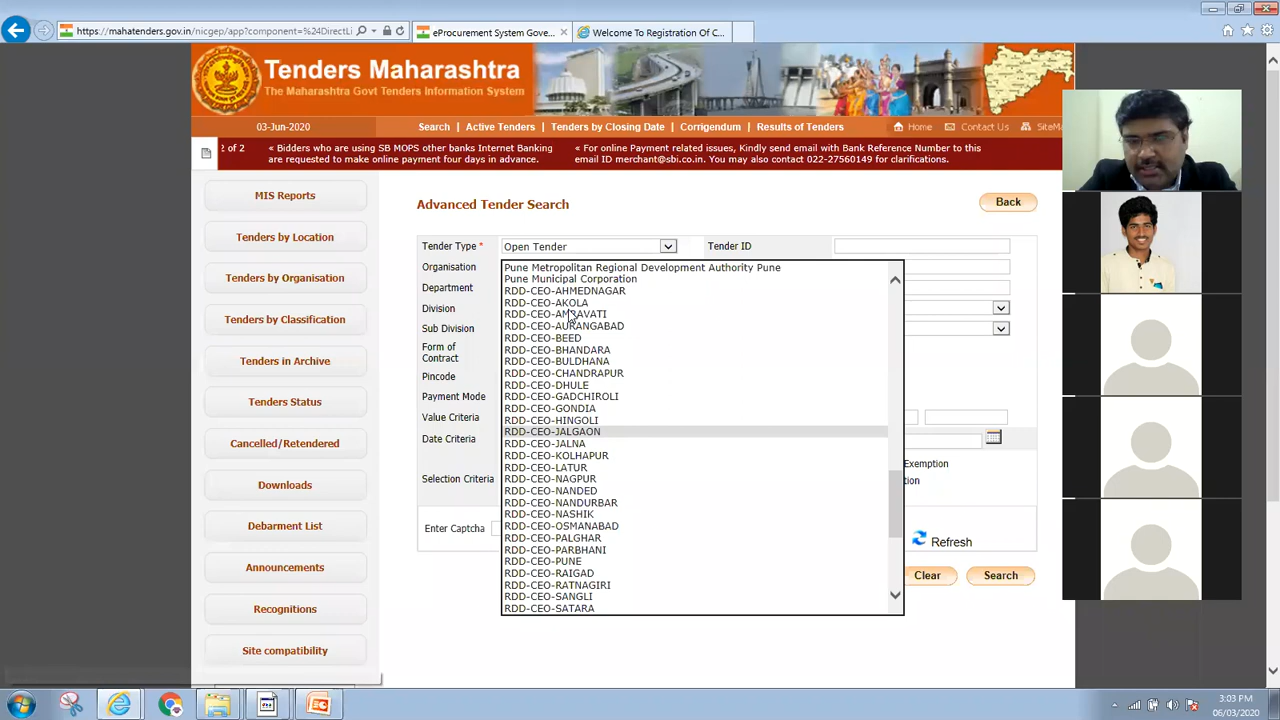 https://mahatenders.gov.in/nicgep/app?component=%24DirectLi
eProcurement System Gove...
Welcome To Registration Of C...
Tenders Maharashtra
The Maharashtra Govt Tenders Information System
03-Jun-2020
Search | Active Tenders | Tenders by Closing Date | Corrigendum | Results of Tenders
Home
Contact Us
SiteMa
2 of 2
« Bidders who are using SB MOPS other banks Internet Banking
are requested to make online payment four days in advance.
« For online Payment related issues, Kindly send email with Bank Reference Number to this
email ID merchant@sbi.co.in. You may also contact 022-27560149 for clarifications.
MIS Reports
Tenders by Location
Tenders by Organisation
Tenders by Classification
Tenders in Archive
Tenders Status
Cancelled/Retendered
Downloads
Debarment List
Announcements
Recognitions
Site compatibility
Advanced Tender Search
Back
Tender Type *
Open Tender
Tender ID
Organisation
Department
Division
Sub Division
Form of
Contract
Pincode
Payment Mode
Value Criteria
Date Criteria
Selection Criteria
Enter Captcha
Pune Metropolitan Regional Development Authority Pune
Pune Municipal Corporation
RDD-CEO-AHMEDNAGAR
RDD-CEO-AKOLA
RDD-CEO-AMRAVATI
RDD-CEO-AURANGABAD
RDD-CEO-BEED
RDD-CEO-BHANDARA
RDD-CEO-BULDHANA
RDD-CEO-CHANDRAPUR
RDD-CEO-DHULE
RDD-CEO-GADCHIROLI
RDD-CEO-GONDIA
RDD-CEO-HINGOLI
RDD-CEO-JALGAON
RDD-CEO-JALNA
RDD-CEO-KOLHAPUR
RDD-CEO-LATUR
RDD-CEO-NAGPUR
RDD-CEO-NANDED
RDD-CEO-NANDURBAR
RDD-CEO-NASHIK
RDD-CEO-OSMANABAD
RDD-CEO-PALGHAR
RDD-CEO-PARBHANI
RDD-CEO-PUNE
RDD-CEO-RAIGAD
RDD-CEO-RATNAGIRI
RDD-CEO-SANGLI
RDD-CEO-SATARA
Exemption
tion
Refresh
Clear
Search
3:03 PM
06/03/2020